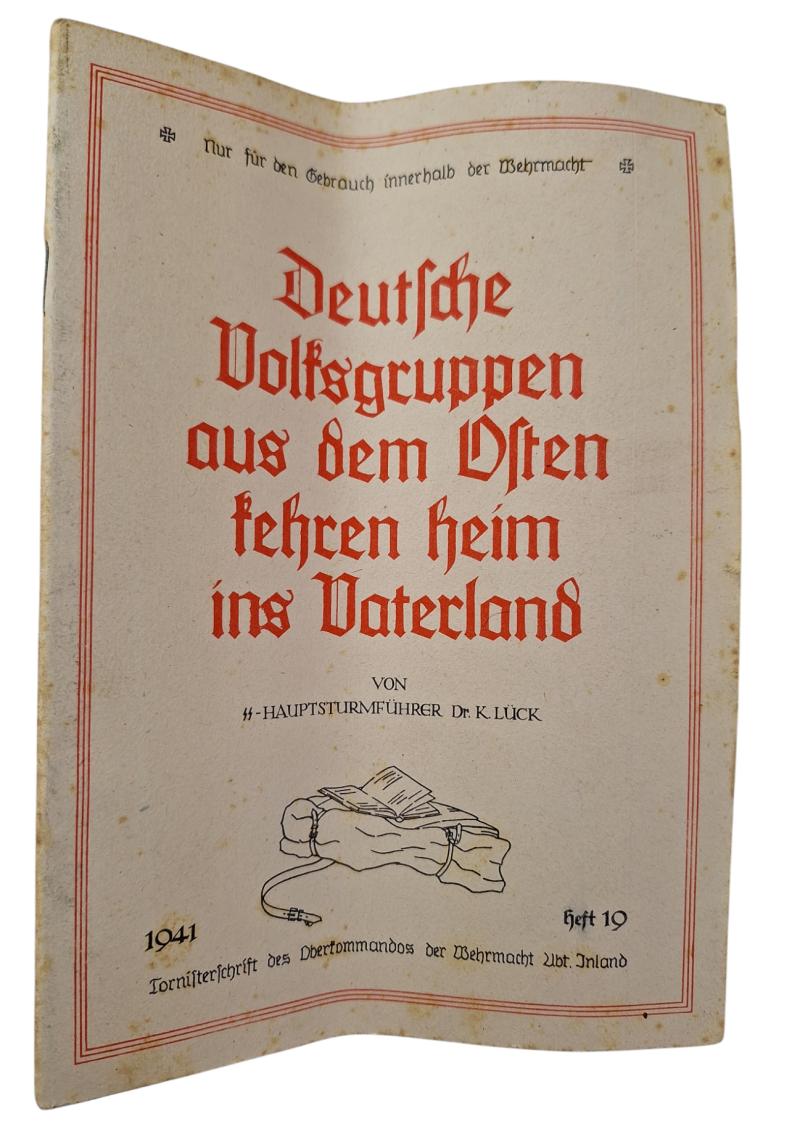 Nur für den Gebrauch innerhalb der Wehrmacht
Deutſche
Volksgruppen
aus dem Oſten
kehren heim
ins Vaterland
VON
ϟϟ-HAUPTSTURMFÜHRER Dr. K. LÜCK
1941
Heft 19
Torniſterſchrift des Oberkommandos der Wehrmacht Abt. Inland